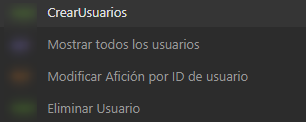 CrearUsuarios
Mostrar todos los usuarios
Modificar Afición por ID de usuario
Eliminar Usuario